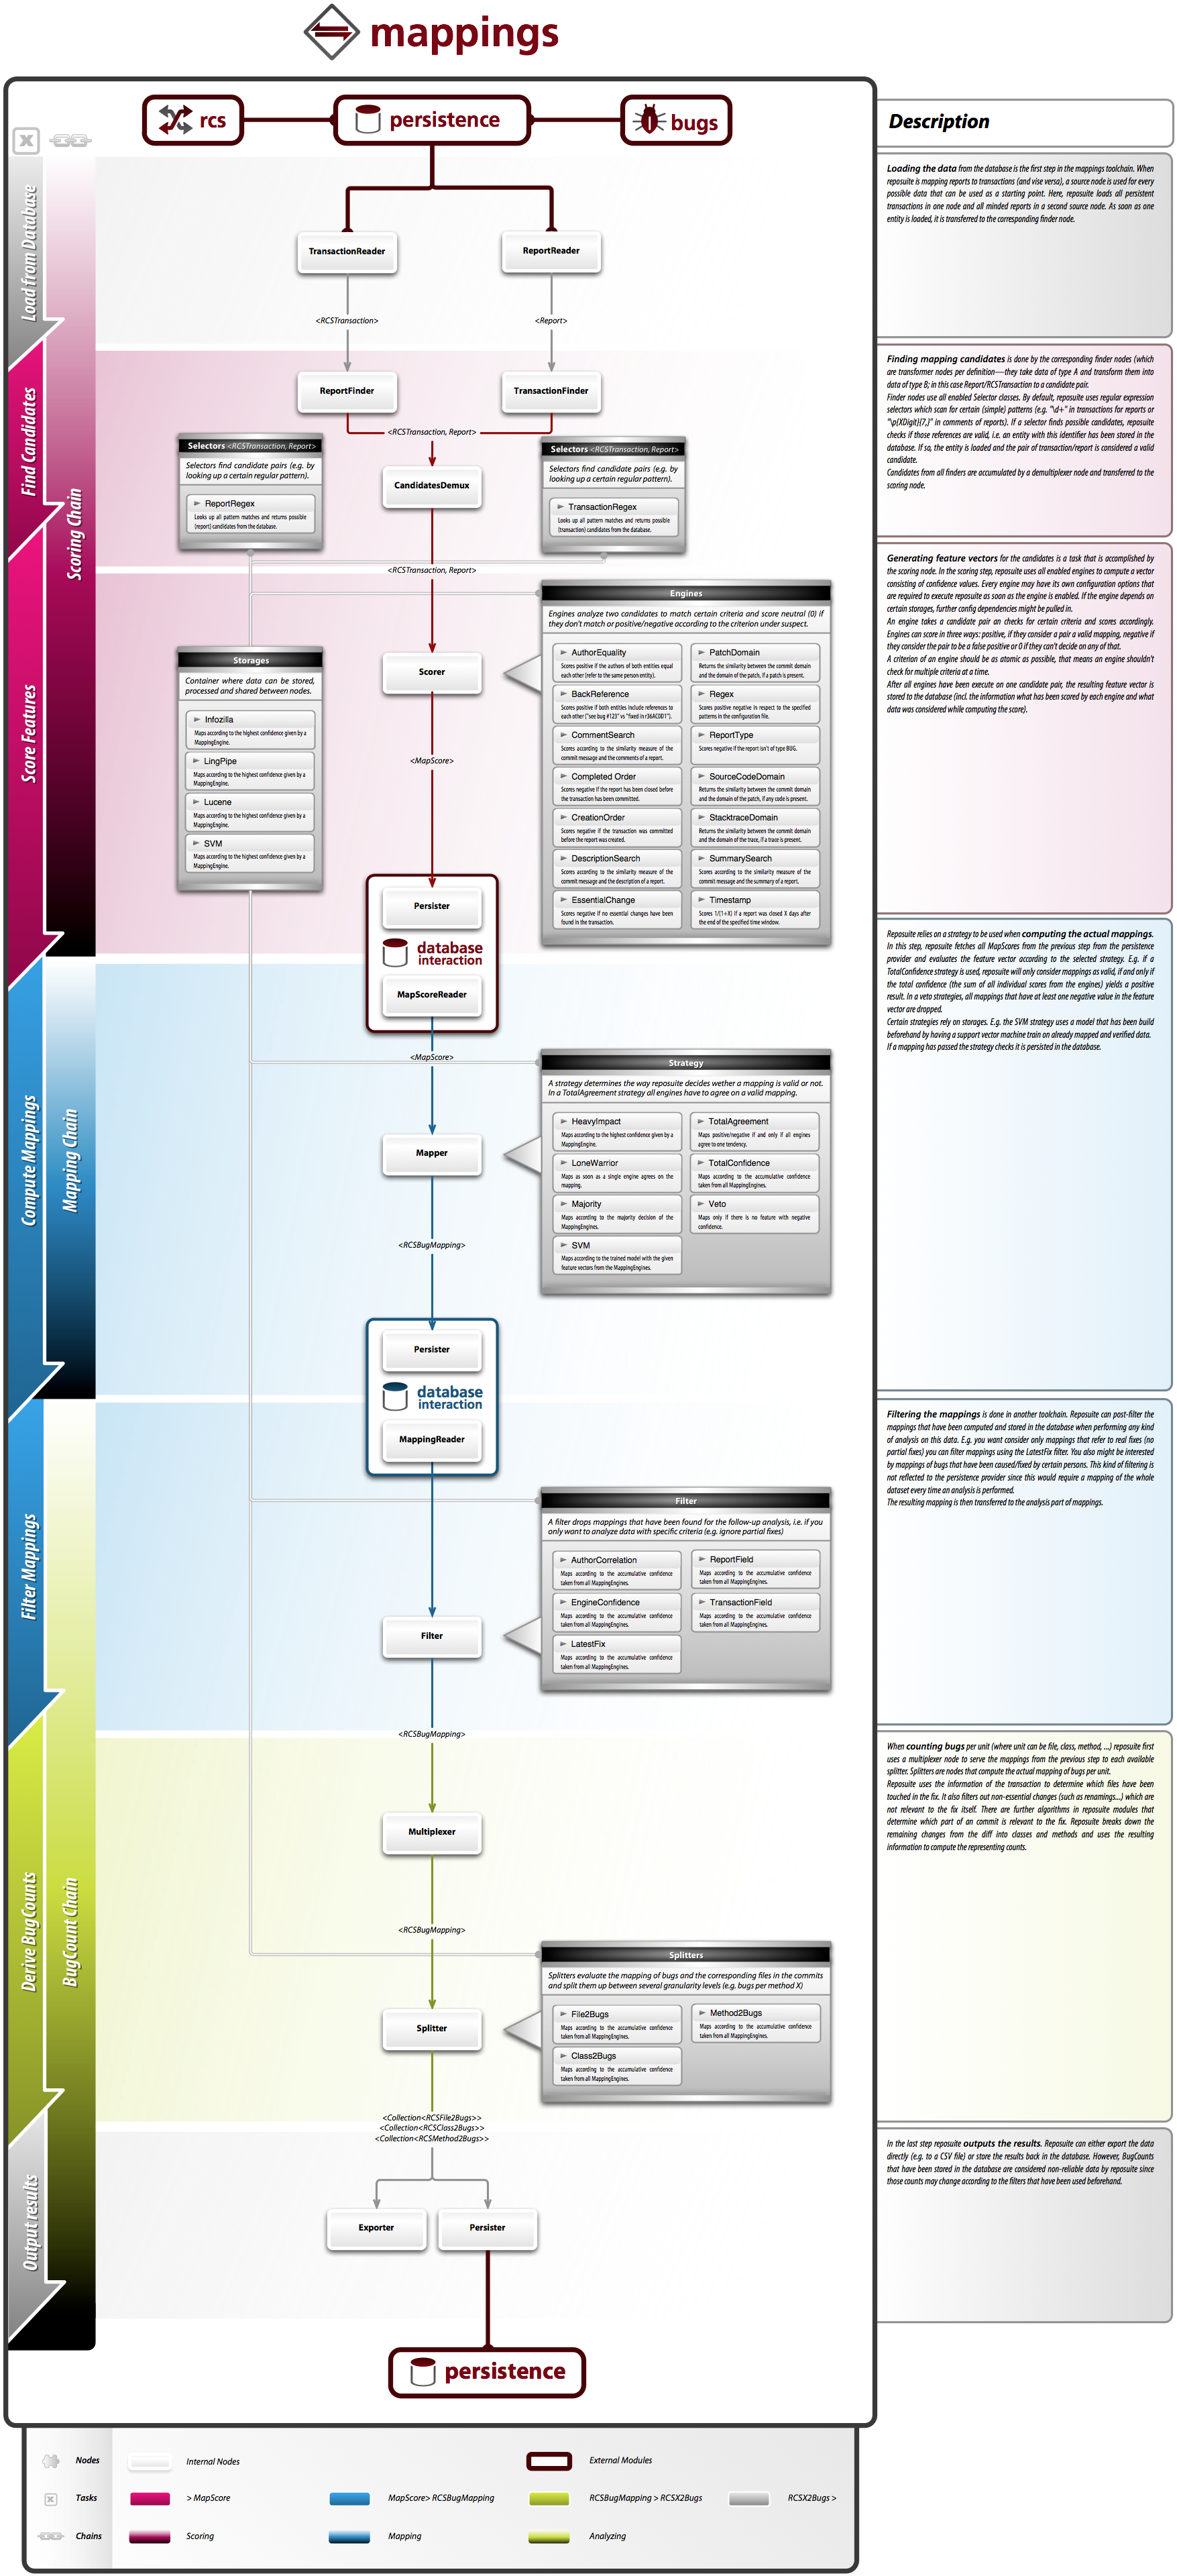 mappings
rcs
persistence
bugs
Description
Load from Database
Loading the data from the database is the first step in the mappings toolchain. When
reposuite is mapping reports to transactions (and vise versa), a source node is used for every
possible data that can be used as a starting point. Here, reposuite loads all persistent
transactions in one node and all minded reports in a second source node. As soon as one
entity is loaded, it is transferred to the corresponding finder node.
TransactionReader
ReportReader
<RCSTransaction>
<Report>
Find Candidates
Scoring Chain
ReportFinder
TransactionFinder
<RCSTransaction, Report>
Selectors <RCSTransaction, Report>
Selectors find candidate pairs (e.g. by
looking up a certain regular pattern).
ReportRegex
Looks up all pattern matches and returns possible
(report) candidates from the database.
CandidatesDemux
Selectors <RCSTransaction, Report>
Selectors find candidate pairs (e.g. by
looking up a certain regular pattern).
TransactionRegex
Looks up all pattern matches and returns possible
(transaction) candidates from the database.
<RCSTransaction, Report>
Finding mapping candidates is done by the corresponding finder nodes (which
are transformer nodes per definition—they take data of type A and transform them into
data of type B; in this case Report/RCSTransaction to a candidate pair.
Finder nodes use all enabled Selector classes. By default, reposuite uses regular expression
selectors which scan for certain (simple) patterns (e.g. "\d+" in transactions for reports or
"\p{XDigit}{7,}" in comments of reports). If a selector finds possible candidates, reposuite
checks if those references are valid, i.e. an entity with this identifier has been stored in the
database. If so, the entity is loaded and the pair of transaction/report is considered a valid
candidate.
Candidates from all finders are accumulated by a demultiplexer node and transferred to the
scoring node.
Score Features
Storages
Container where data can be stored,
processed and shared between nodes.
Infozilla
Maps according to the highest confidence given by a
MappingEngine.
LingPipe
Maps according to the highest confidence given by a
MappingEngine.
Lucene
Maps according to the highest confidence given by a
MappingEngine.
SVM
Maps according to the highest confidence given by a
MappingEngine.
Scorer
<MapScore>
Engines
Engines analyze two candidates to match certain criteria and score neutral (0) if
they don't match or positive/negative according to the criterion under suspect.
AuthorEquality
Scores positive if the authors of both entities equal
each other (refer to the same person entity).
PatchDomain
Returns the similarity between the commit domain
and the domain of the patch, if a patch is present.
BackReference
Scores positive if both entities include references to
each other ("see bug #123" vs "fixed in r36AC0D1").
Regex
Scores positive negative in respect to the specified
patterns in the configuration file.
CommentSearch
Scores according to the similarity measure of the
commit message and the comments of a report.
ReportType
Scores negative if the report isn't of type BUG.
Completed Order
Scores negative if the report has been closed before
the transaction has been committed.
SourceCodeDomain
Returns the similarity between the commit domain
and the domain of the patch, if any code is present.
CreationOrder
Scores negative if the transaction was committed
before the report was created.
StacktraceDomain
Returns the similarity between the commit domain
and the domain of the trace, if a trace is present.
DescriptionSearch
Scores according to the similarity measure of the
commit message and the description of a report.
SummarySearch
Scores according to the similarity measure of the
commit message and the summary of a report.
EssentialChange
Scores negative if no essential changes have been
found in the transaction.
Timestamp
Scores 1/(1+X) if a report was closed X days after
the end of the specified time window.
Generating feature vectors for the candidates is a task that is accomplished by
the scoring node. In the scoring step, reposuite uses all enabled engines to compute a vector
consisting of confidence values. Every engine may have its own configuration options that
are required to execute reposuite as soon as the engine is enabled. If the engine depends on
certain storages, further config dependencies might be pulled in.
An engine takes a candidate pair an checks for certain criteria and scores accordingly.
Engines can score in three ways: positive, if they consider a pair a valid mapping, negative if
they consider the pair to be a false positive or 0 if they can't decide on any of that.
A criterion of an engine should be as atomic as possible, that means an engine shouldn't
check for multiple criteria at a time.
After all engines have been execute on one candidate pair, the resulting feature vector is
stored to the database (incl. the information what has been scored by each engine and what
data was considered while computing the score).
Persister
database
interaction
MapScoreReader
<MapScore>
Compute Mappings
Mapping Chain
Mapper
<RCSBugMapping>
Strategy
A strategy determines the way reposuite decides wether a mapping is valid or not.
In a TotalAgreement strategy all engines have to agree on a valid mapping.
HeavyImpact
Maps according to the highest confidence given by a
MappingEngine.
TotalAgreement
Maps positive/negative if and only if all engines
agree to one tendency.
LoneWarrior
Maps as soon as a single engine agrees on the
mapping.
TotalConfidence
Maps according to the accumulative confidence
taken from all MappingEngines.
Majority
Maps according to the majority decision of the
MappingEngines.
Veto
Maps only if there is no feature with negative
confidence.
SVM
Maps according to the trained model with the given
feature vectors from the MappingEngines.
Reposuite relies on a strategy to be used when computing the actual mappings.
In this step, reposuite fetches all MapScores from the previous step from the persistence
provider and evaluates the feature vector according to the selected strategy. E.g. if a
TotalConfidence strategy is used, reposuite will only consider mappings as valid, if and only if
the total confidence (the sum of all individual scores from the engines) yields a positive
result. In a veto strategies, all mappings that have at least one negative value in the feature
vector are dropped.
Certain strategies rely on storages. E.g. the SVM strategy uses a model that has been build
beforehand by having a support vector machine train on already mapped and verified data.
If a mapping has passed the strategy checks it is persisted in the database.
Persister
database
interaction
MappingReader
Filter Mappings
Filter
<RCSBugMapping>
Filter
A filter drops mappings that have been found for the follow-up analysis, i.e. if you
only want to analyze data with specific criteria (e.g. ignore partial fixes)
AuthorCorrelation
Maps according to the accumulative confidence
taken from all MappingEngines.
ReportField
Maps according to the accumulative confidence
taken from all MappingEngines.
EngineConfidence
Maps according to the accumulative confidence
taken from all MappingEngines.
TransactionField
Maps according to the accumulative confidence
taken from all MappingEngines.
LatestFix
Maps according to the accumulative confidence
taken from all MappingEngines.
Filtering the mappings is done in another toolchain. Reposuite can post-filter the
mappings that have been computed and stored in the database when performing any kind
of analysis on this data. E.g. you want consider only mappings that refer to real fixes (no
partial fixes) you can filter mappings using the LatestFix filter. You also might be interested
by mappings of bugs that have been caused/fixed by certain persons. This kind of filtering is
not reflected to the persistence provider since this would require a mapping of the whole
dataset every time an analysis is performed.
The resulting mapping is then transferred to the analysis part of mappings.
Derive BugCounts
BugCount Chain
Multiplexer
<RCSBugMapping>
Splitter
Splitters
Splitters evaluate the mapping of bugs and the corresponding files in the commits
and split them up between several granularity levels (e.g. bugs per method X)
File2Bugs
Maps according to the accumulative confidence
taken from all MappingEngines.
Method2Bugs
Maps according to the accumulative confidence
taken from all MappingEngines.
Class2Bugs
Maps according to the accumulative confidence
taken from all MappingEngines.
When counting bugs per unit (where unit can be file, class, method, ...) reposuite first
uses a multiplexer node to serve the mappings from the previous step to each available
splitter. Splitters are nodes that compute the actual mapping of bugs per unit.
Reposuite uses the information of the transaction to determine which files have been
touched in the fix. It also filters out non-essential changes (such as renamings...) which are
not relevant to the fix itself. There are further algorithms in reposuite modules that
determine which part of an commit is relevant to the fix. Reposuite breaks down the
remaining changes from the diff into classes and methods and uses the resulting
information to compute the representing counts.
<Collection<RCSFile2Bugs>>
<Collection<RCSClass2Bugs>>
<Collection<RCSMethod2Bugs>>
Output results
Exporter
Persister
In the last step reposuite outputs the results. Reposuite can either export the data
directly (e.g. to a CSV file) or store the results back in the database. However, BugCounts
that have been stored in the database are considered non-reliable data by reposuite since
those counts may change according to the filters that have been used beforehand.
persistence
Nodes
Internal Nodes
External Modules
Tasks
> MapScore
MapScore> RCSBugMapping
RCSBugMapping > RCSX2Bugs
RCSX2Bugs >
Chains
Scoring
Mapping
Analyzing